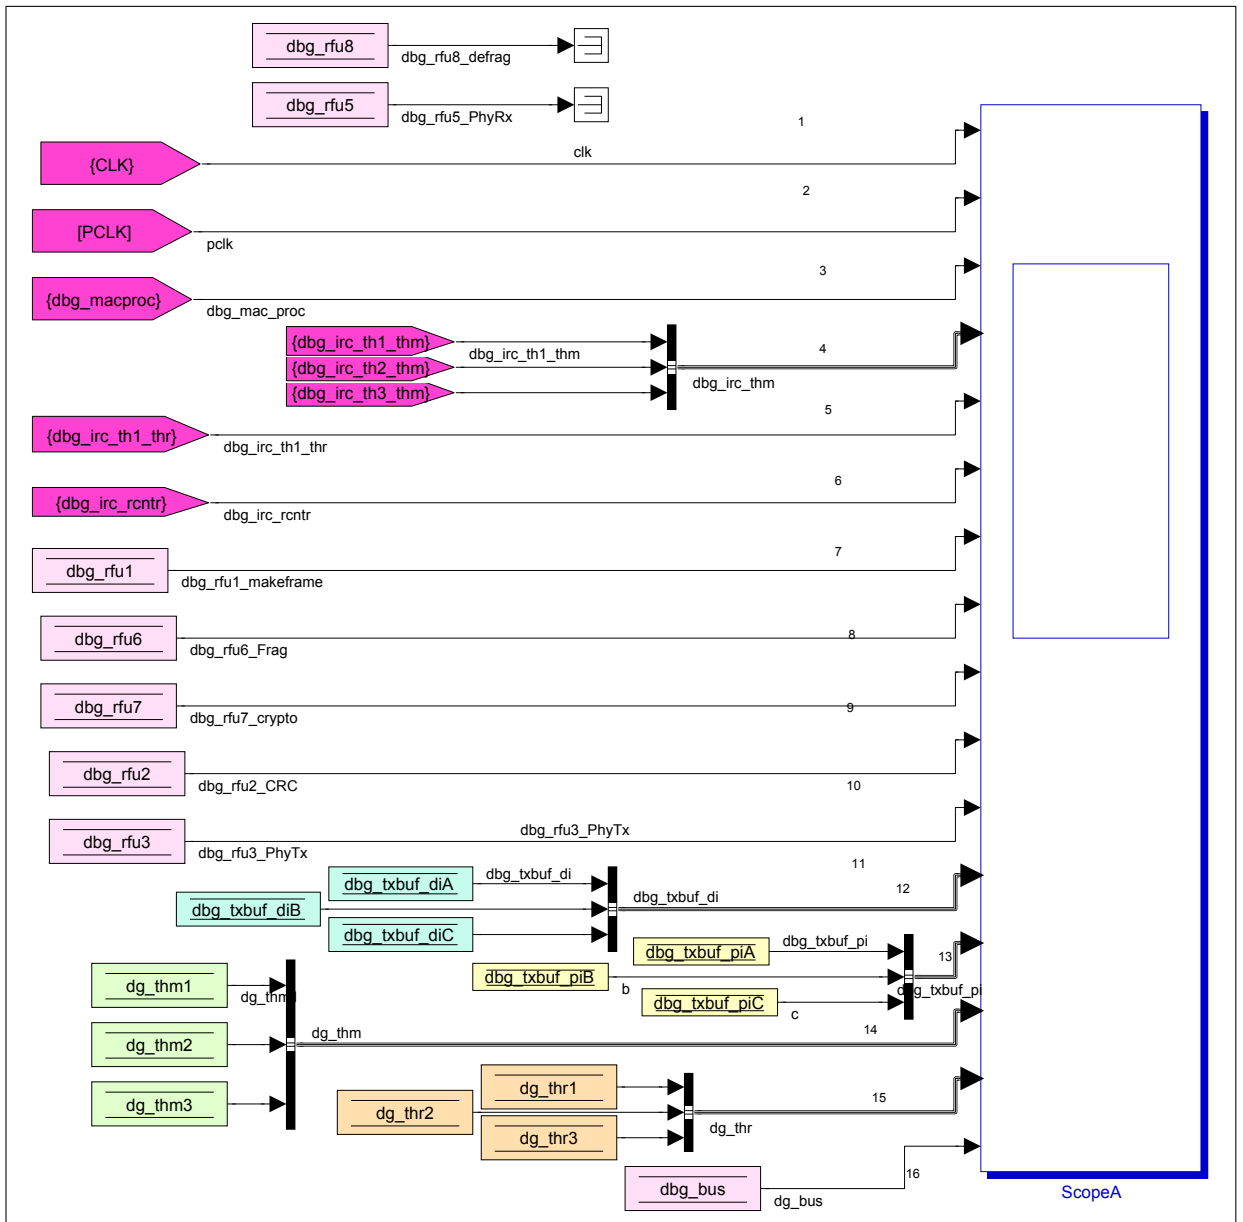 dbg_rfu8
dbg_rfu8_defrag
dbg_rfu5
dbg_rfu5_PhyRx
1
{CLK}
clk
2
[PCLK]
pclk
3
{dbg_macproc}
dbg_mac_proc
{dbg_irc_th1_thm}
dbg_irc_th1_thm
4
{dbg_irc_th2_thm}
dbg_irc_thm
{dbg_irc_th3_thm}
5
{dbg_irc_th1_thr}
dbg_irc_th1_thr
6
{dbg_irc_rcntr}
dbg_irc_rcntr
7
dbg_rfu1
dbg_rfu1_makeframe
8
dbg_rfu6
dbg_rfu6_Frag
9
dbg_rfu7
dbg_rfu7_crypto
10
dbg_rfu2
dbg_rfu2_CRC
dbg_rfu3
dbg_rfu3_PhyTx
dbg_rfu3_PhyTx
11
dbg_txbuf_diA
dbg_txbuf_di
12
dbg_txbuf_diB
dbg_txbuf_di
dbg_txbuf_diC
dbg_txbuf_piA
dbg_txbuf_pi
13
dbg_txbuf_piB
b
dbg_txbuf_pi
dbg_txbuf_piC
c
dg_thm1
dg_thm1
14
dg_thm2
dg_thm
dg_thm3
dg_thr1
15
dg_thr2
dg_thr
dg_thr3
16
dbg_bus
dg_bus
ScopeA